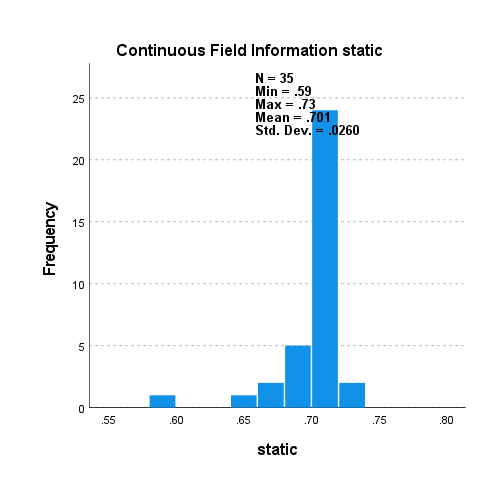 Continuous Field Information static
N = 35
Min = .59
Max = .73
Mean = .701
Std. Dev. = .0260
25
20
15
10
5
0
Frequency
.55 .60 .65 .70 .75 .80
static